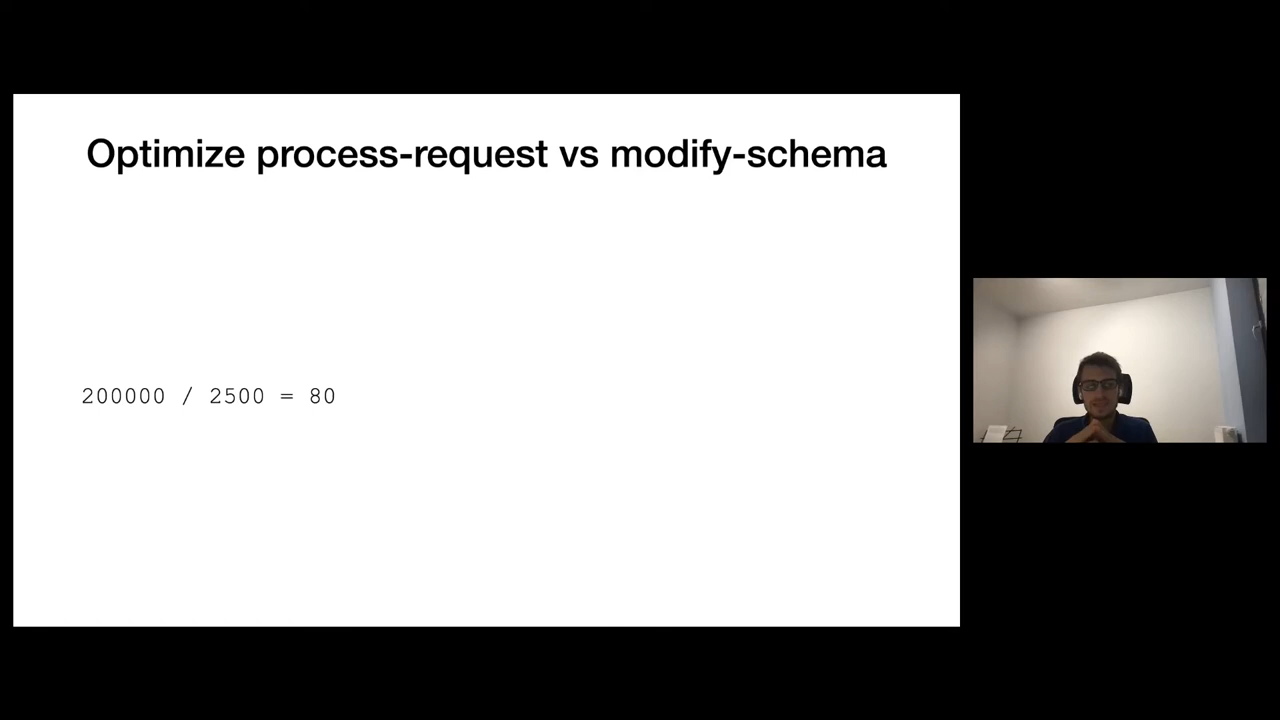 Optimize process-request vs modify-schema
200000 / 2500 = 80